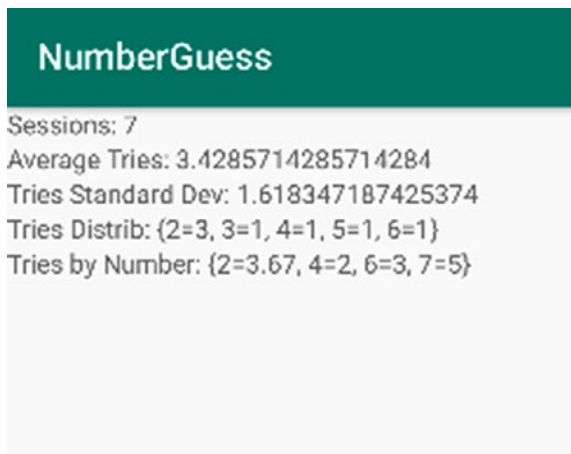 NumberGuess
Sessions: 7
Average Tries: 3.4285714285714284
Tries Standard Dev: 1.618347187425374
Tries Distrib: {2=3, 3=1, 4=1, 5=1, 6=1}
Tries by Number: {2=3.67, 4=2, 6=3, 7=5}